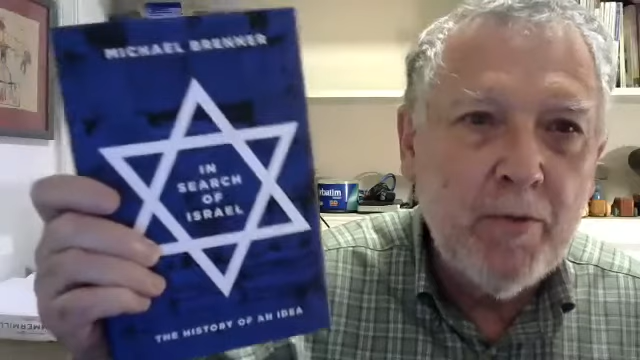 MICHAEL BRENNER
IN
SEARCH
OF
ISRAEL
THE HISTORY OF AN IDEA